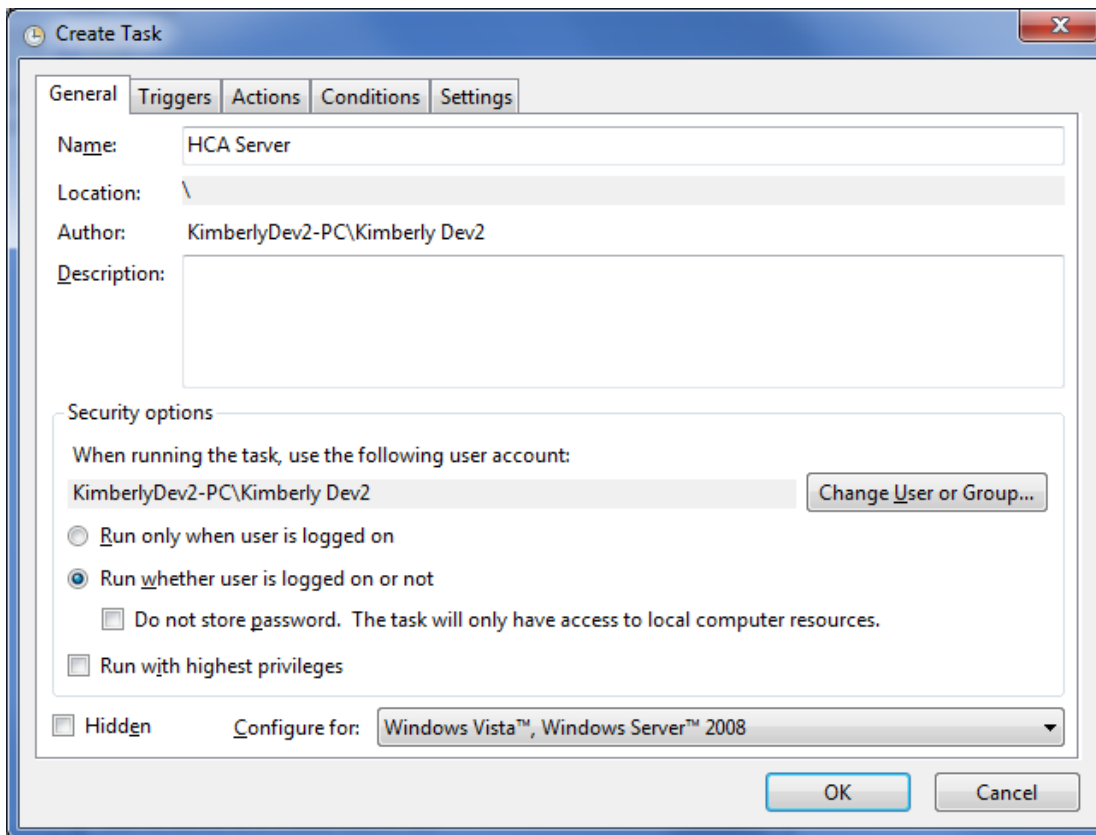 Create Task
General Triggers Actions Conditions Settings
Name: HCA Server
Location: \
Author: KimberlyDev2-PC\Kimberly Dev2
Description:
Security options
When running the task, use the following user account:
KimberlyDev2-PC\Kimberly Dev2 Change User or Group...
Run only when user is logged on
Run whether user is logged on or not
Do not store password. The task will only have access to local computer resources.
Run with highest privileges
Hidden Configure for: Windows Vista™, Windows Server™ 2008
OK Cancel